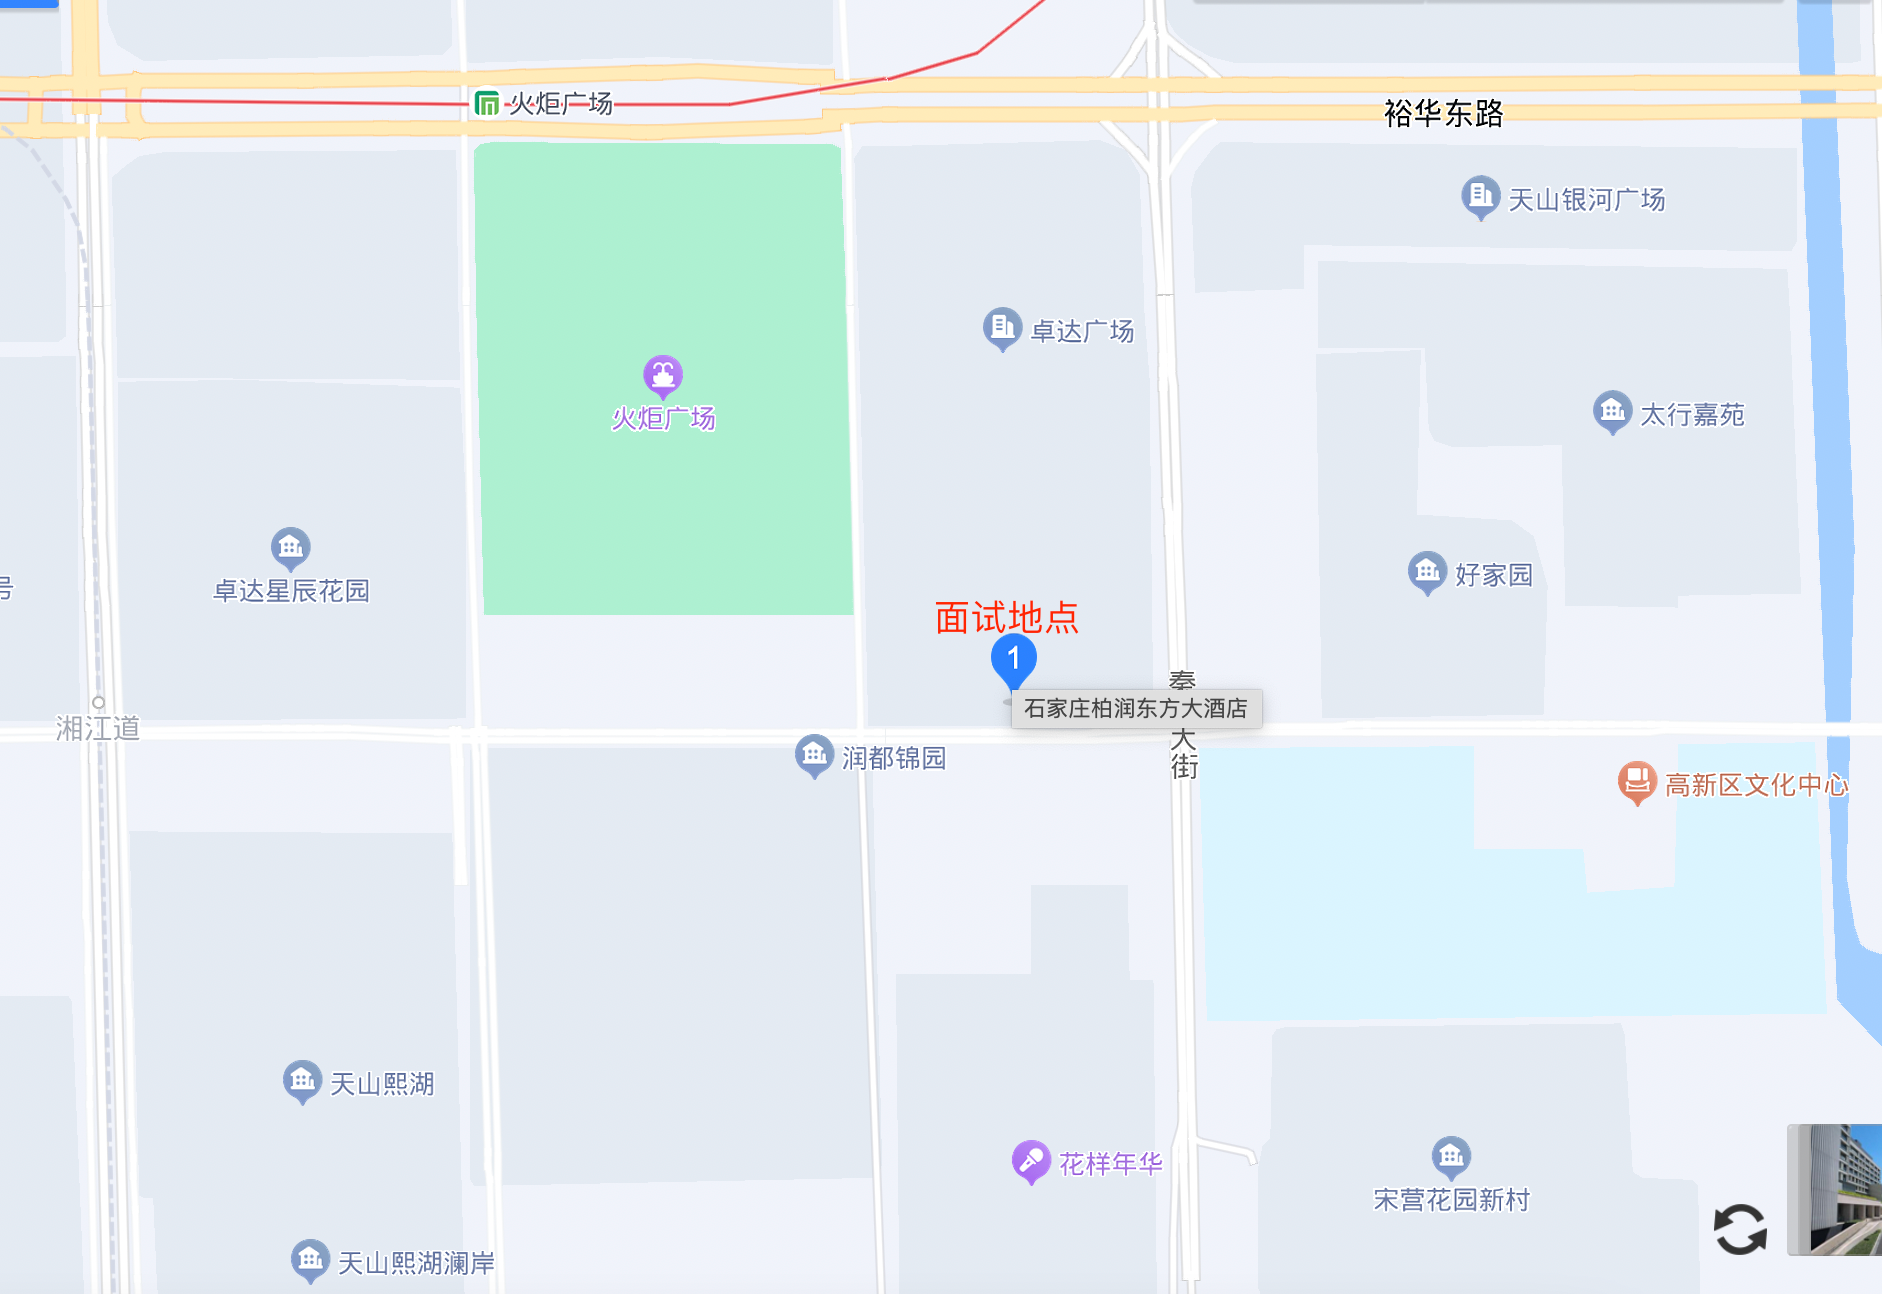 火炬广场
裕华东路
天山银河广场
卓达广场
火炬广场
太行嘉苑
卓达星辰花园
号
好家园
面试地点
1
秦
石家庄柏润东方大酒店
湘江道
大街
润都锦园
高新区文化中心
天山熙湖
花样年华
宋营花园新村
天山熙湖澜岸